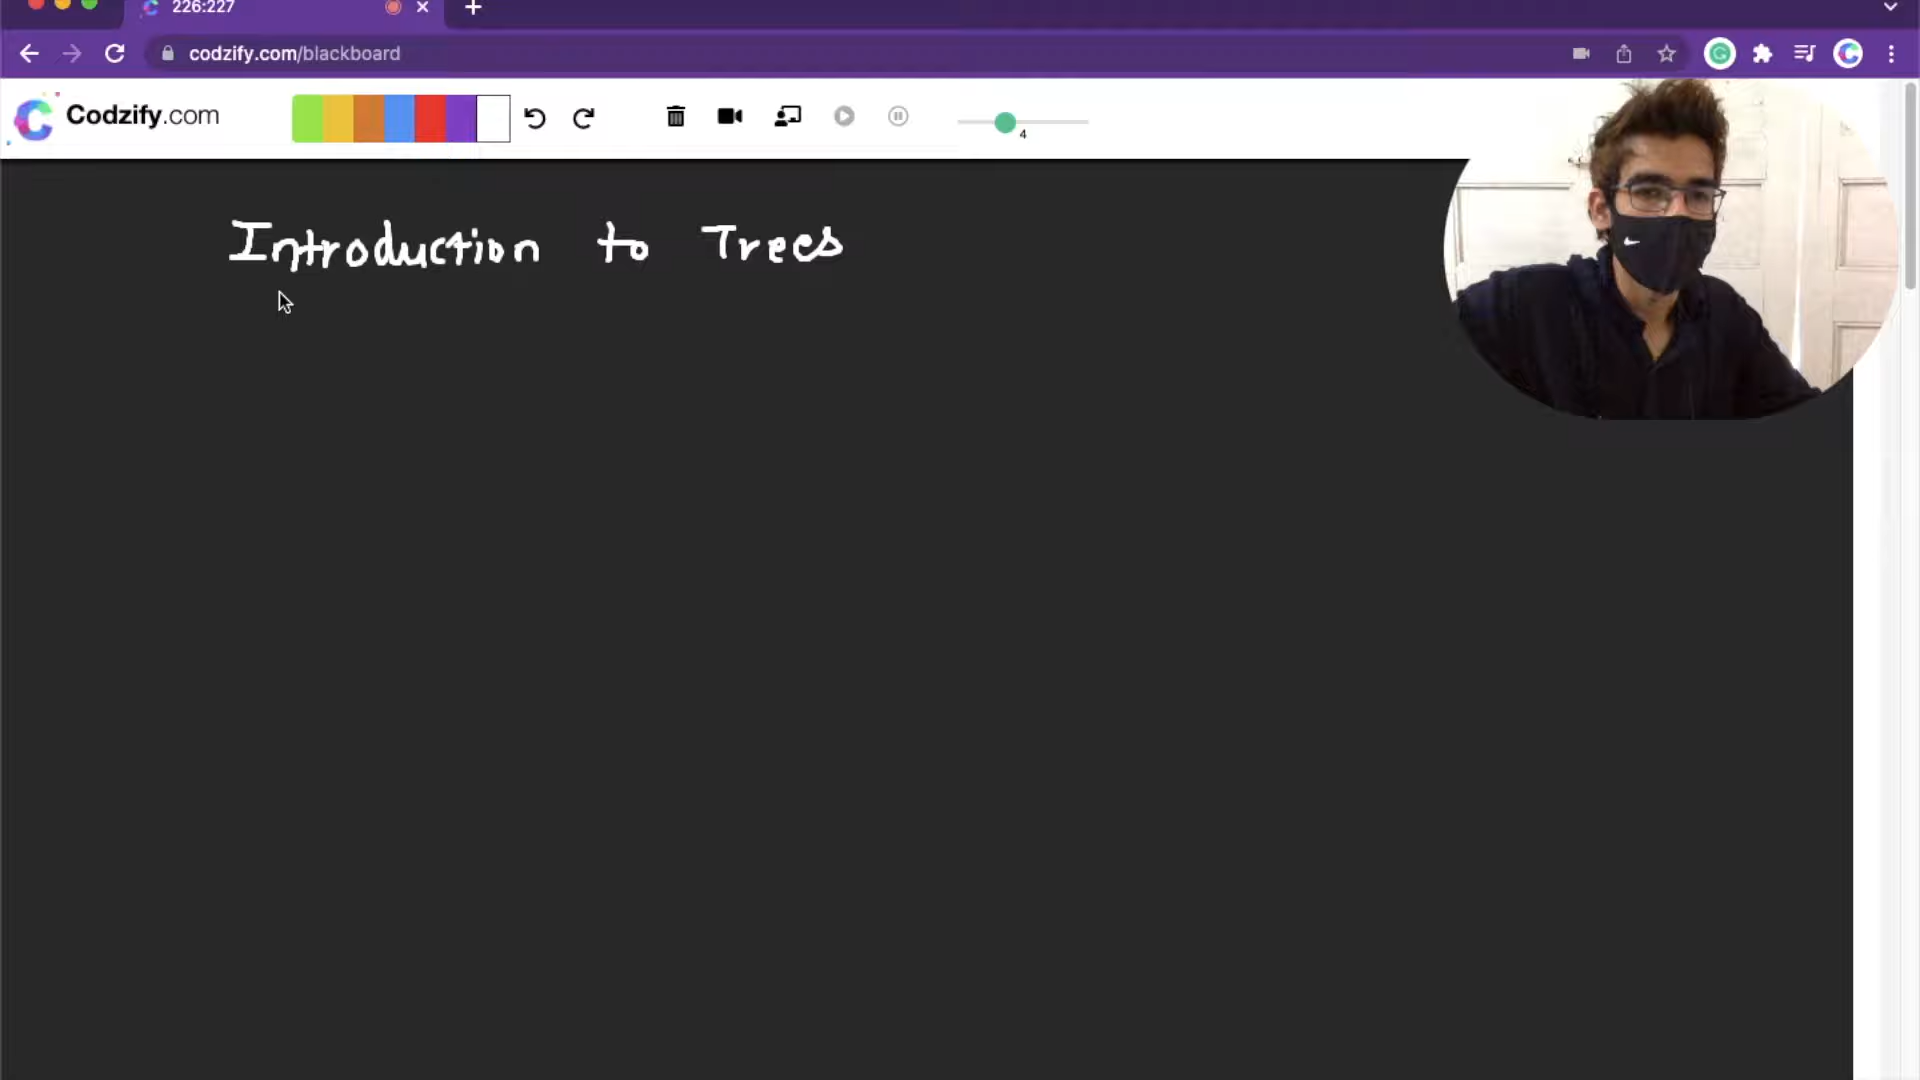 226:227
codzify.com/blackboard
Codzify.com
4
Introduction to Trees